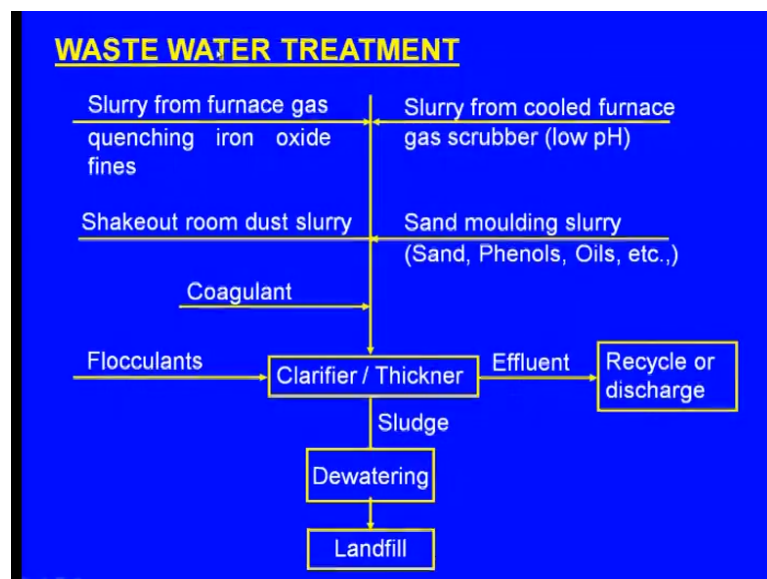 WASTE WATER TREATMENT
Slurry from furnace gas
quenching iron oxide
fines
Slurry from cooled furnace
gas scrubber (low pH)
Shakeout room dust slurry
Sand moulding slurry
(Sand, Phenols, Oils, etc.,)
Coagulant
Flocculants
Clarifier / Thickner
Effluent
Recycle or
discharge
Sludge
Dewatering
Landfill